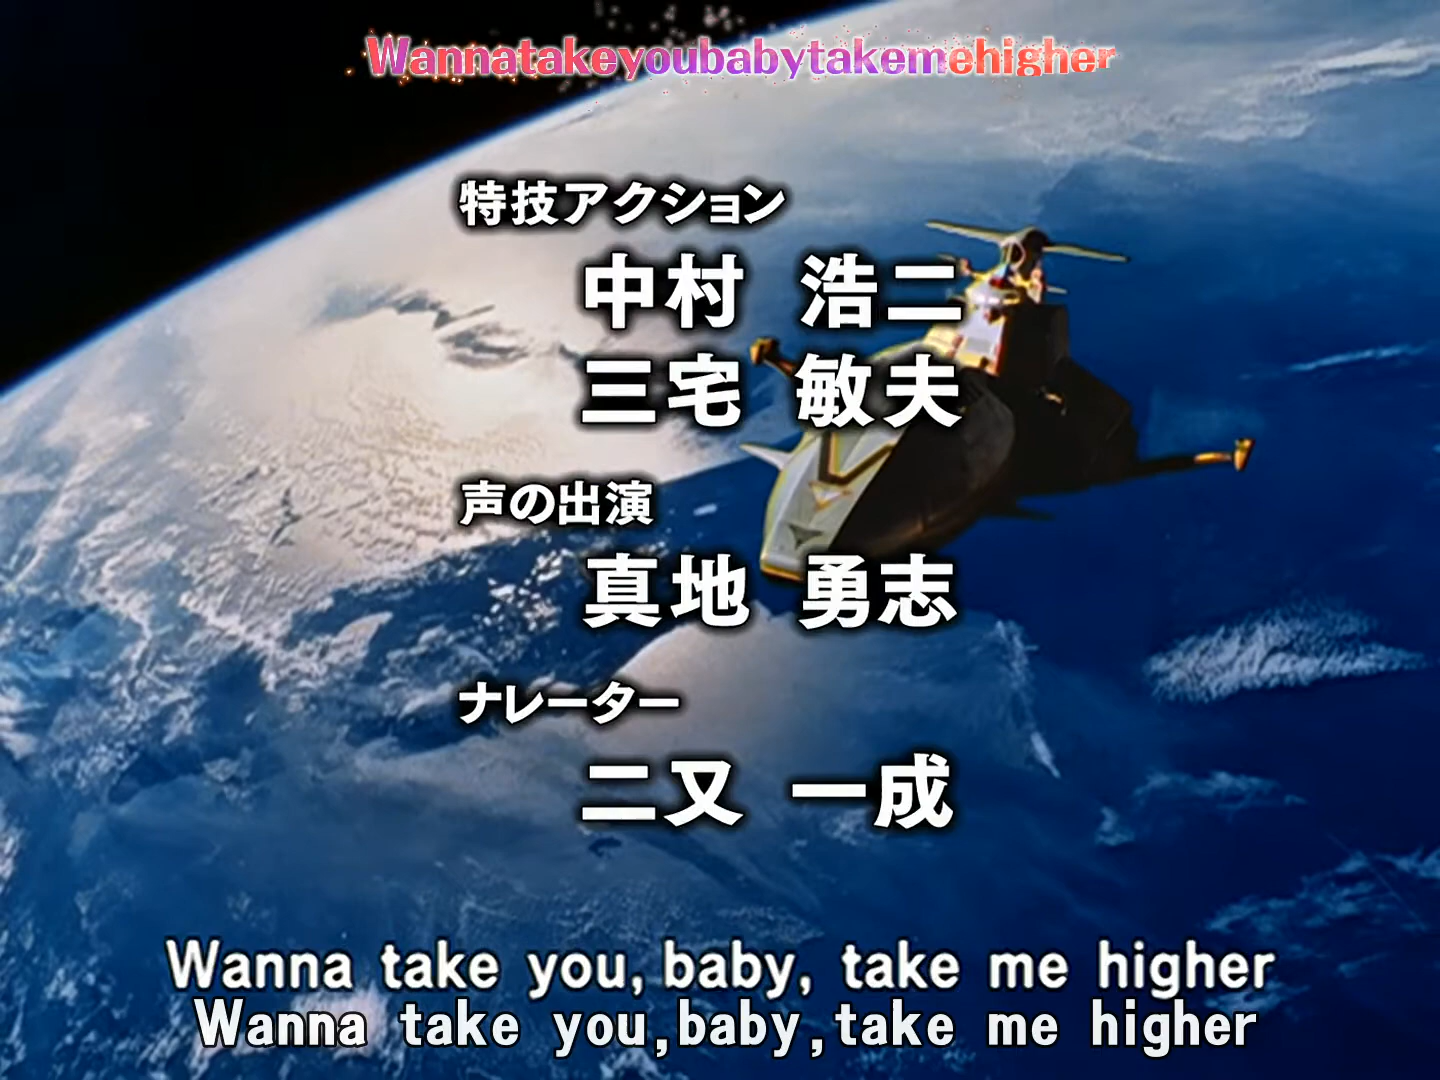 Wannatakeyoubabytakemehigher
特技アクション
中村 浩二
三宅 敏夫
声の出演
真地 勇志
ナレーター
二又 一成
Wanna take you, baby, take me higher
Wanna take you,baby,take me higher